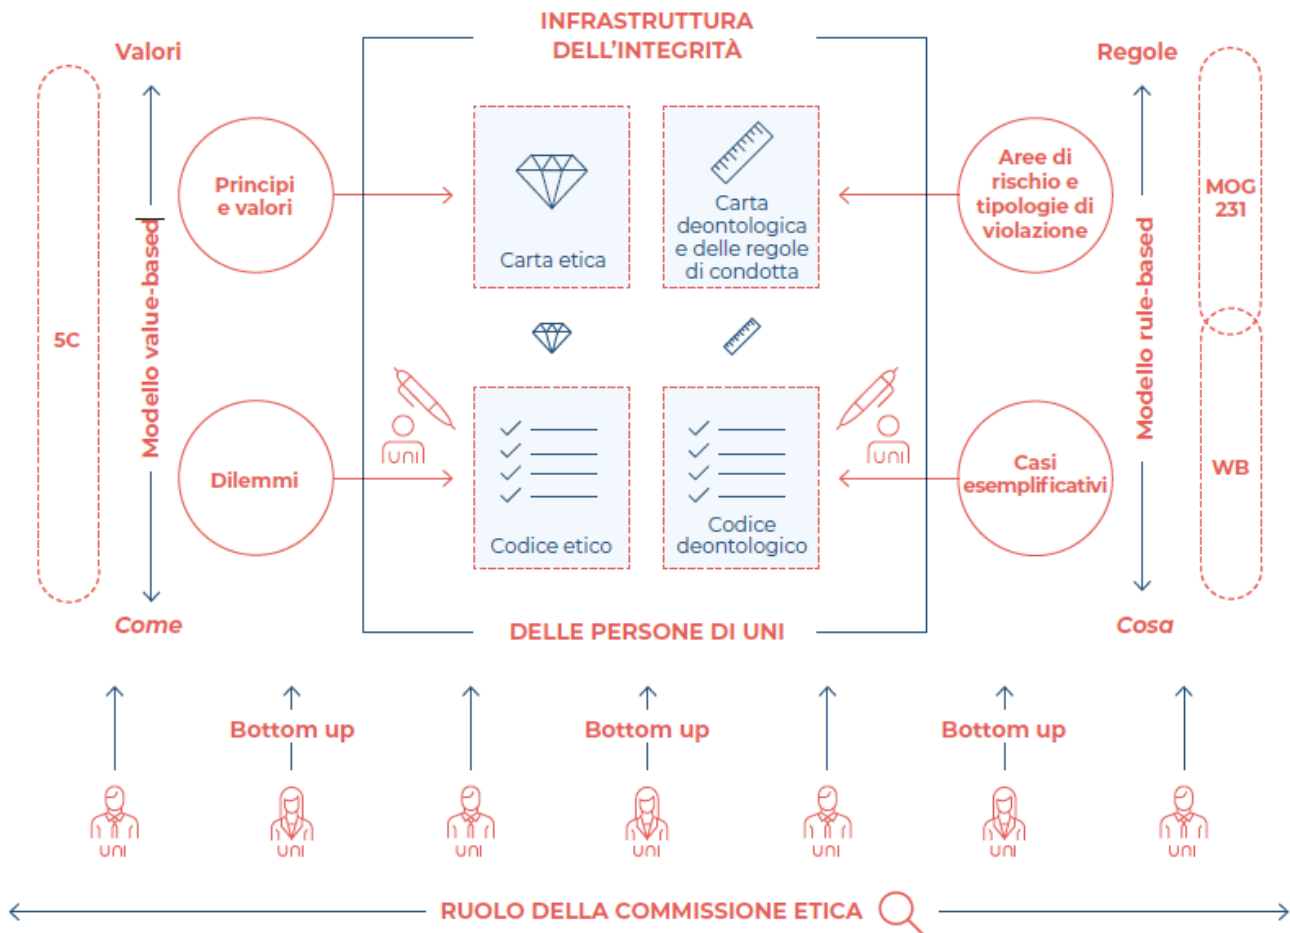 INFRASTRUTTURA
DELL'INTEGRITÀ
Valori
Regole
5C
Modello value-based
Principi
e valori
Carta etica
Carta
deontologica
e delle regole
di condotta
Aree di
rischio e
tipologie di
violazione
Modello rule-based
MOG
231
WB
Dilemmi
uni
Codice etico
Codice
deontologico
uni
Casi
esemplificativi
Come
DELLE PERSONE DI UNI
Cosa
Bottom up
Bottom up
Bottom up
uni
uni
uni
uni
uni
uni
uni
RUOLO DELLA COMMISSIONE ETICA